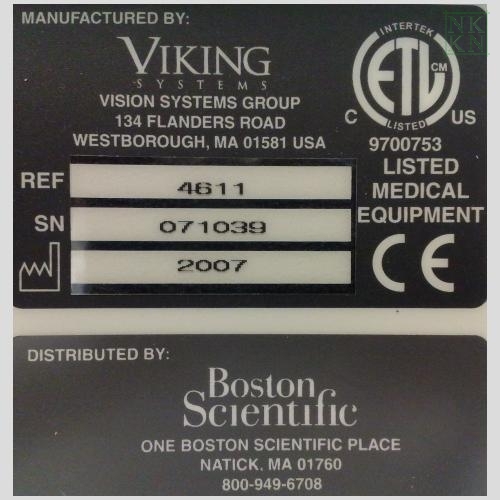 MANUFACTURED BY:
VIKING
SYSTEMS
VISION SYSTEMS GROUP
134 FLANDERS ROAD
WESTBOROUGH, MA 01581 USA
INTERTEK
ETL CM
LISTED
C US
9700753
LISTED
MEDICAL
EQUIPMENT
REF 4611
SN 071039
2007
CE
DISTRIBUTED BY:
Boston
Scientific
ONE BOSTON SCIENTIFIC PLACE
NATICK, MA 01760
800-949-6708
NK
KN